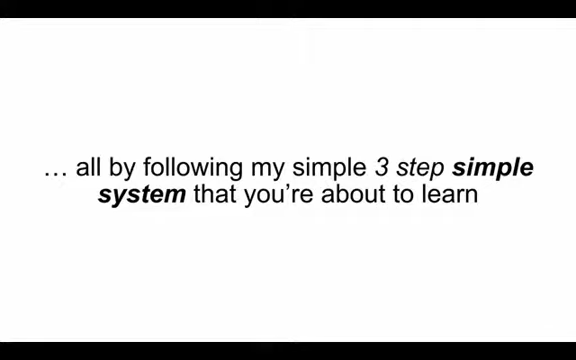 … all by following my simple 3 step simple
system that you’re about to learn